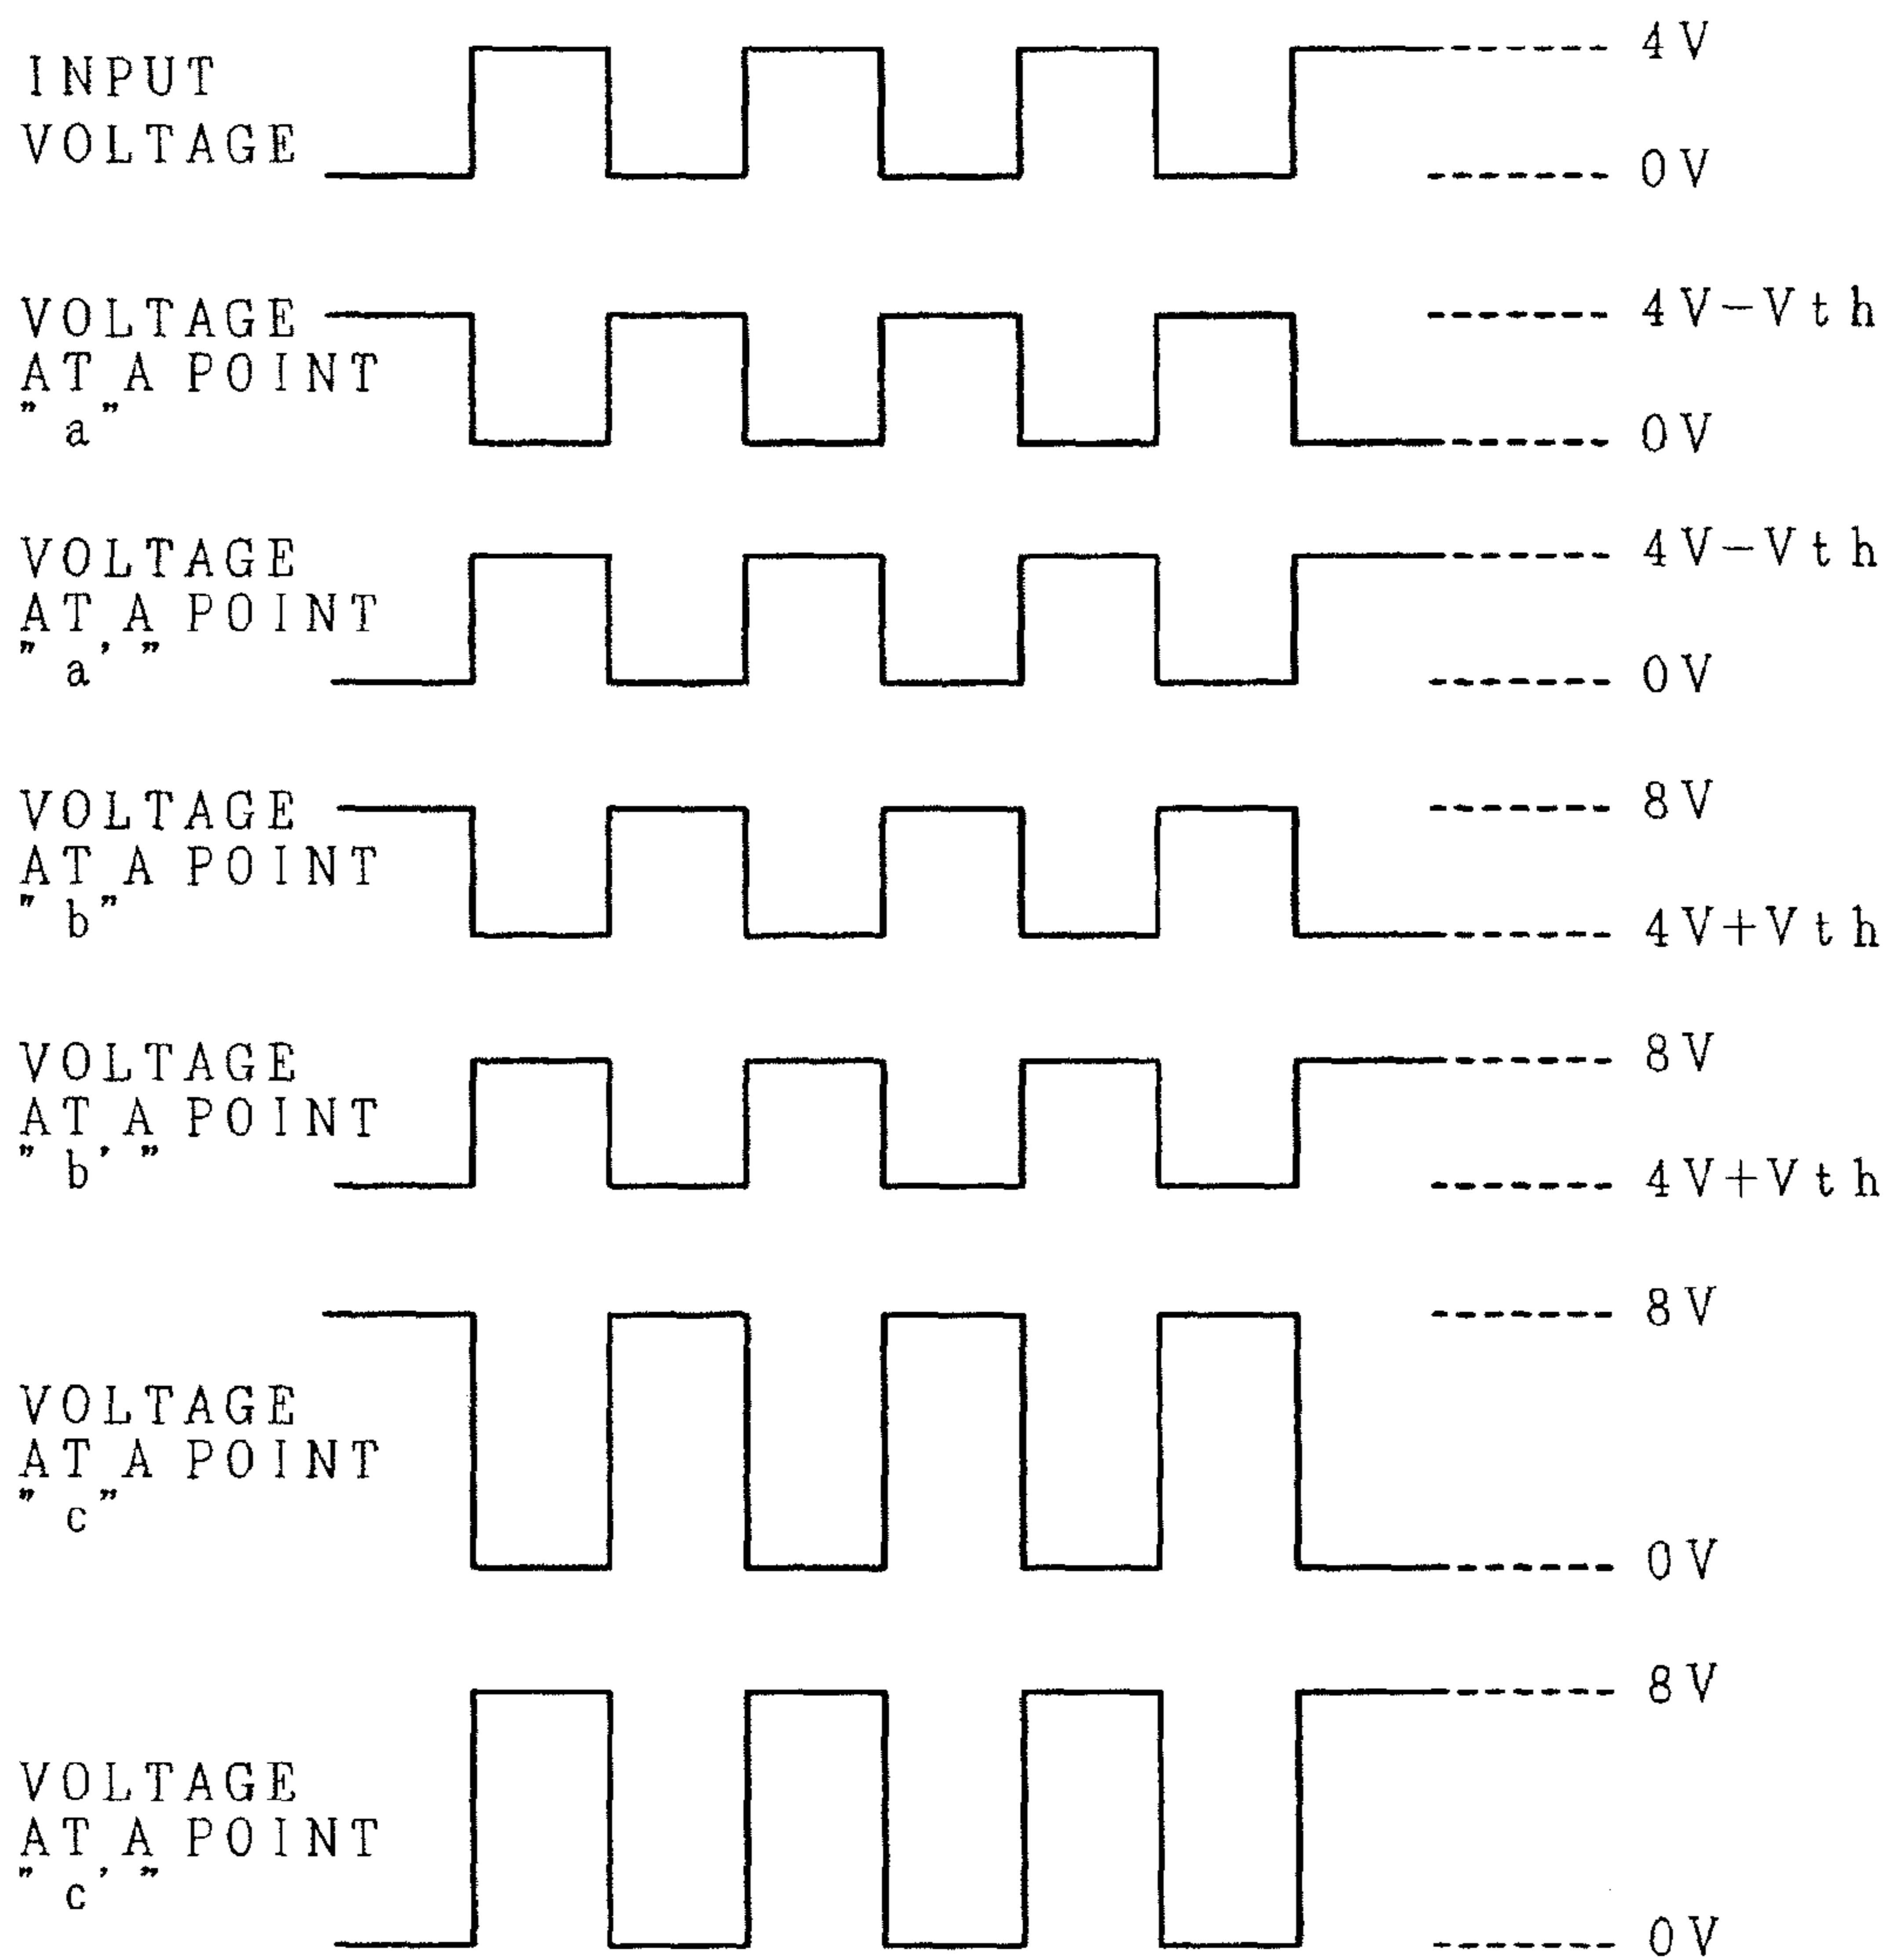 INPUT
VOLTAGE
4V
0V
VOLTAGE
AT A POINT
"a"
4V-Vth
0V
VOLTAGE
AT A POINT
"a'"
4V-Vth
0V
VOLTAGE
AT A POINT
"b"
8V
4V+Vth
VOLTAGE
AT A POINT
"b'"
8V
4V+Vth
VOLTAGE
AT A POINT
"c"
8V
0V
VOLTAGE
AT A POINT
"c'"
8V
0V